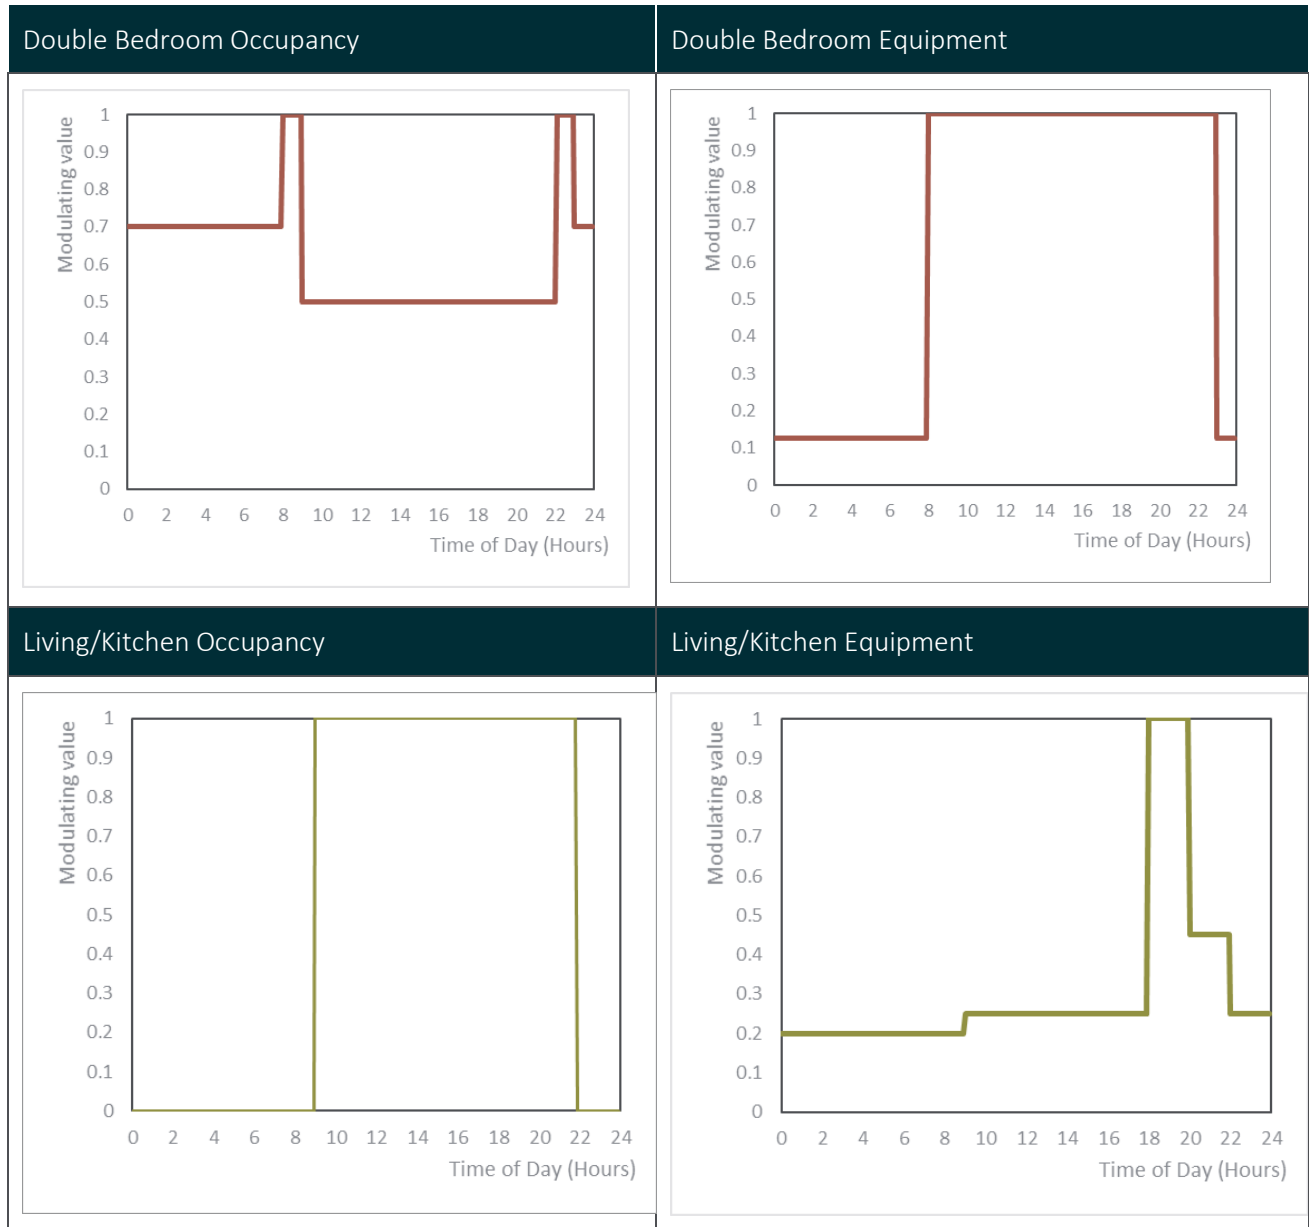 Double Bedroom Occupancy
Double Bedroom Equipment
Modulating value
1
0.9
0.8
0.7
0.6
0.5
0.4
0.3
0.2
0.1
0
0 2 4 6 8 10 12 14 16 18 20 22 24
Time of Day (Hours)
Modulating value
1
0.9
0.8
0.7
0.6
0.5
0.4
0.3
0.2
0.1
0
0 2 4 6 8 10 12 14 16 18 20 22 24
Time of Day (Hours)
Living/Kitchen Occupancy
Living/Kitchen Equipment
Modulating value
1
0.9
0.8
0.7
0.6
0.5
0.4
0.3
0.2
0.1
0
0 2 4 6 8 10 12 14 16 18 20 22 24
Time of Day (Hours)
Modulating value
1
0.9
0.8
0.7
0.6
0.5
0.4
0.3
0.2
0.1
0
0 2 4 6 8 10 12 14 16 18 20 22 24
Time of Day (Hours)